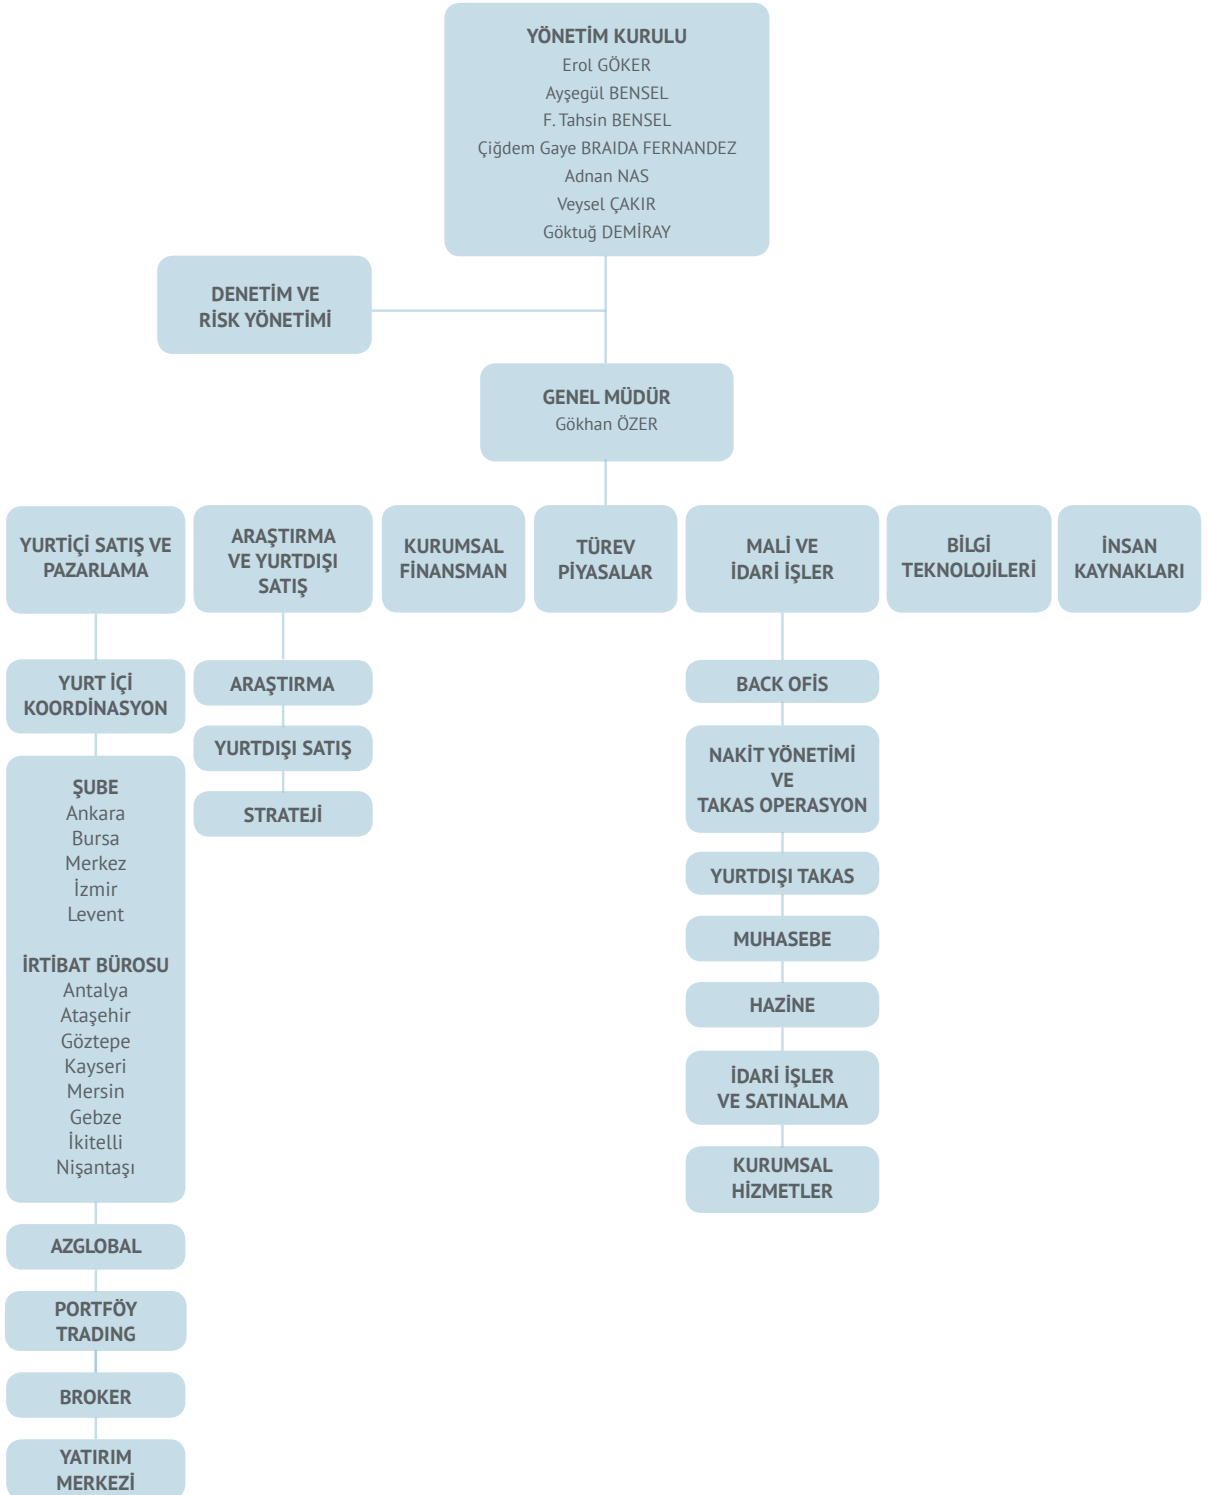 YÖNETİM KURULU
Erol GÖKER
Ayşegül BENSEL
F. Tahsin BENSEL
Çiğdem Gaye BRAIDA FERNANDEZ
Adnan NAS
Veysel ÇAKIR
Göktuğ DEMİRAY
DENETİM VE
RİSK YÖNETİMİ
GENEL MÜDÜR
Gökhan ÖZER
YURTİÇİ SATIŞ VE
PAZARLAMA
ARAŞTIRMA
VE YURTDIŞI
SATIŞ
KURUMSAL
FİNANSMAN
TÜREV
PİYASALAR
MALİ VE
İDARİ İŞLER
BİLGİ
TEKNOLOJİLERİ
İNSAN
KAYNAKLARI
YURT İÇİ
KOORDİNASYON
ŞUBE
Ankara
Bursa
Merkez
İzmir
Levent
İRTİBAT BÜROSU
Antalya
Ataşehir
Göztepe
Kayseri
Mersin
Gebze
İkitelli
Nişantaşı
AZGLOBAL
PORTFÖY
TRADING
BROKER
YATIRIM
MERKEZİ
ARAŞTIRMA
YURTDIŞI SATIŞ
STRATEJİ
BACK OFİS
NAKİT YÖNETİMİ
VE
TAKAS OPERASYON
YURTDIŞI TAKAS
MUHASEBE
HAZİNE
İDARİ İŞLER
VE SATINALMA
KURUMSAL
HİZMETLER